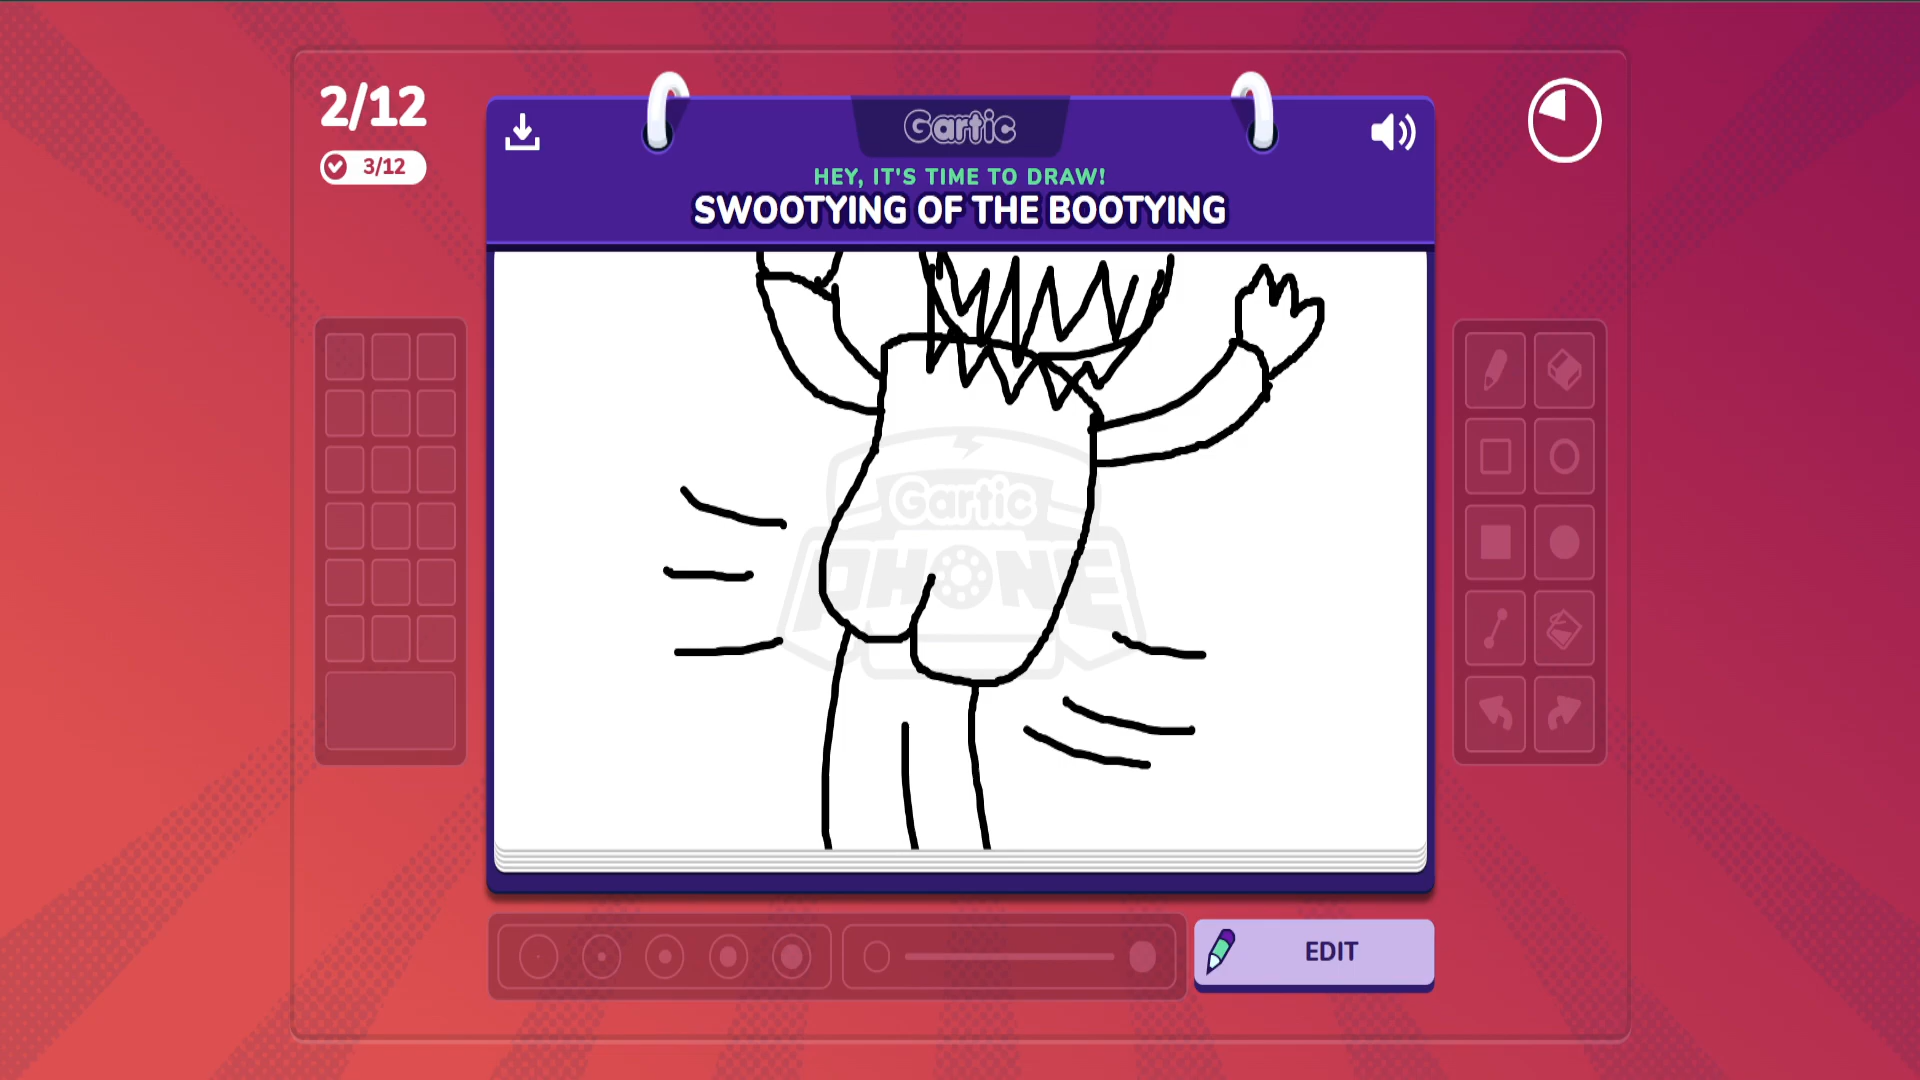 2/12
3/12
Gartic
HEY, IT'S TIME TO DRAW!
SWOOTYING OF THE BOOTYING
Gartic
PHONE
EDIT